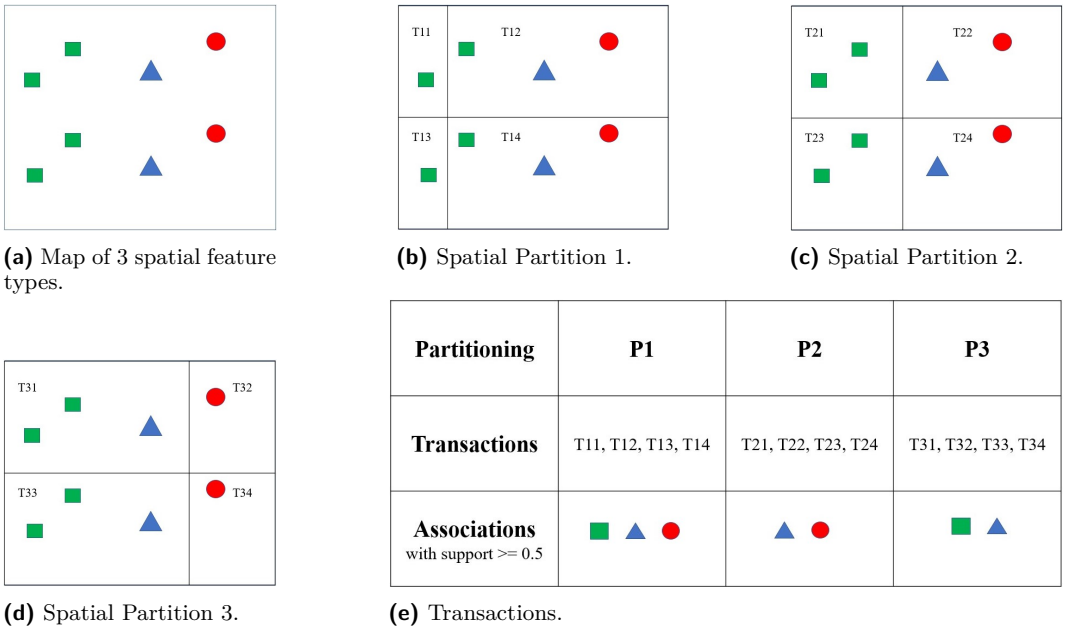 (a) Map of 3 spatial feature
types.
T11
T12
T13
T14
(b) Spatial Partition 1.
T21
T22
T23
T24
(c) Spatial Partition 2.
T31
T32
T33
T34
(d) Spatial Partition 3.
Partitioning P1 P2 P3
Transactions T11, T12, T13, T14 T21, T22, T23, T24 T31, T32, T33, T34
Associations
with support >= 0.5
(e) Transactions.